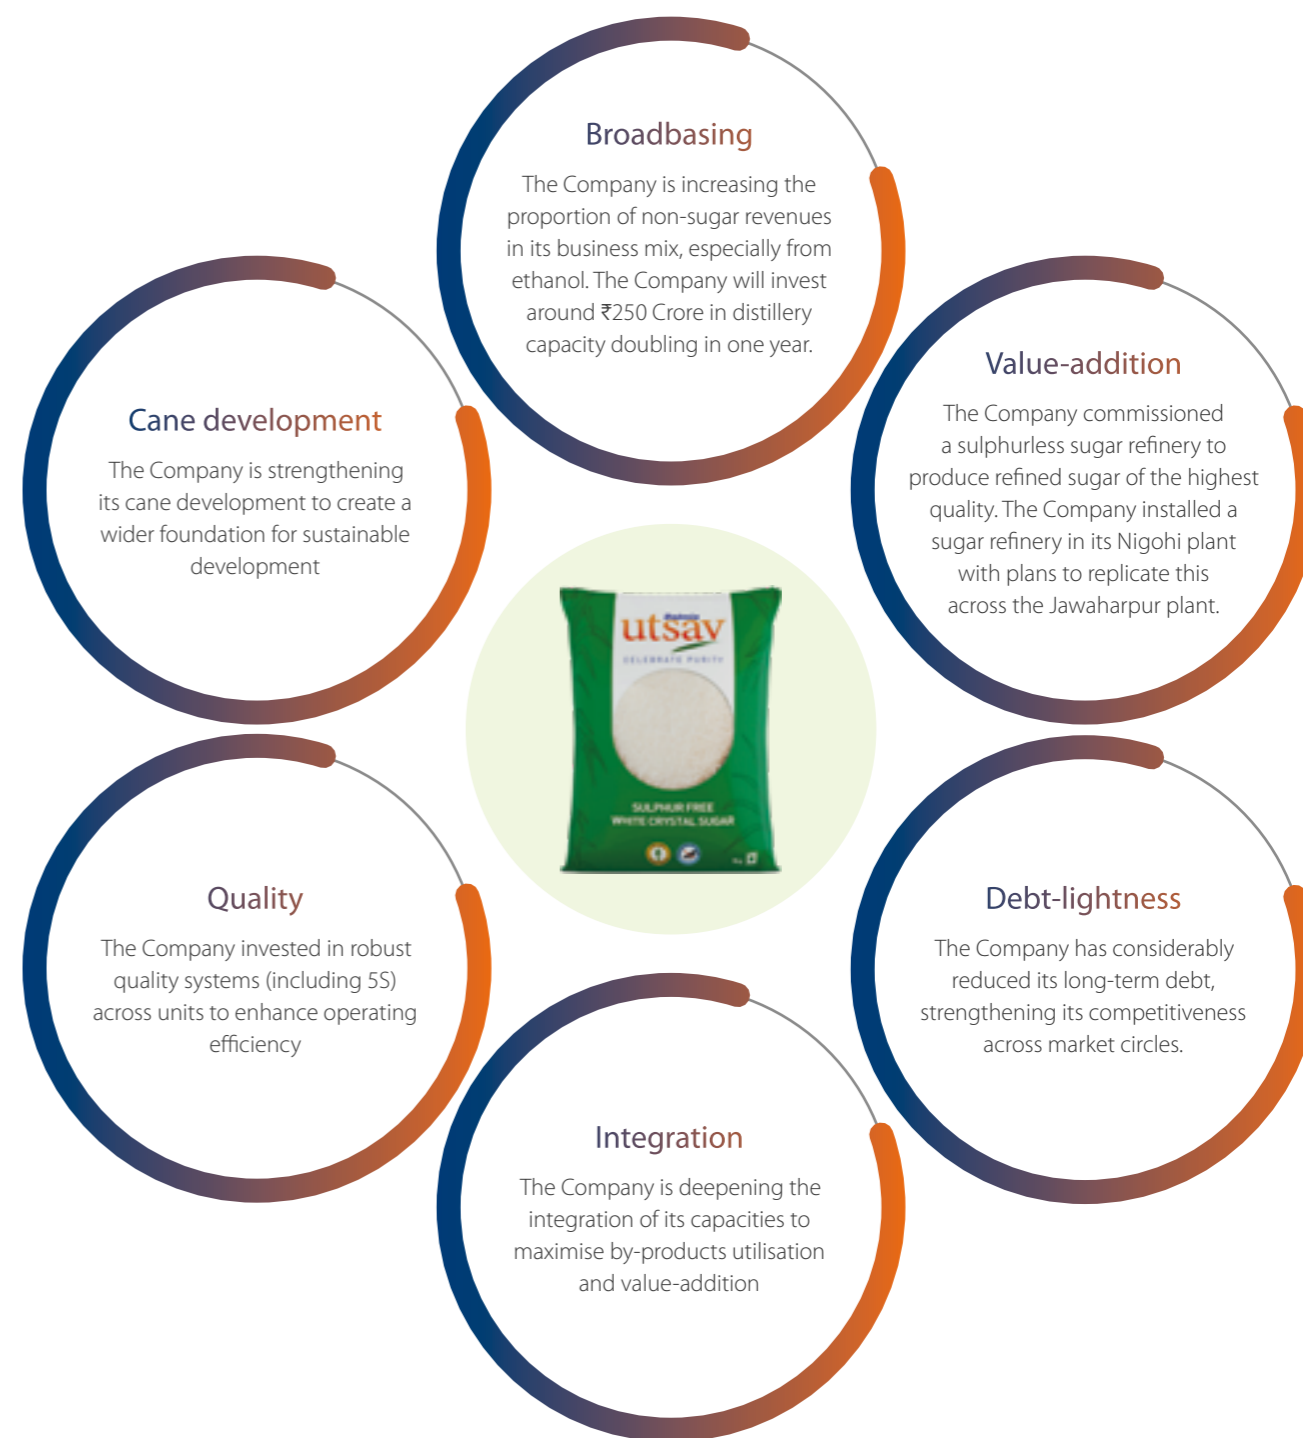 Broadbasing
The Company is increasing the
proportion of non-sugar revenues
in its business mix, especially from
ethanol. The Company will invest
around ₹250 Crore in distillery
capacity doubling in one year.
Value-addition
The Company commissioned
a sulphurless sugar refinery to
produce refined sugar of the highest
quality. The Company installed a
sugar refinery in its Nigohi plant
with plans to replicate this
across the Jawaharpur plant.
Cane development
The Company is strengthening
its cane development to create a
wider foundation for sustainable
development
utsav
CELEBRATE PURITY
SULPHUR FREE
WHITE CRYSTAL SUGAR
Quality
The Company invested in robust
quality systems (including 5S)
across units to enhance operating
efficiency
Debt-lightness
The Company has considerably
reduced its long-term debt,
strengthening its competitiveness
across market circles.
Integration
The Company is deepening the
integration of its capacities to
maximise by-products utilisation
and value-addition